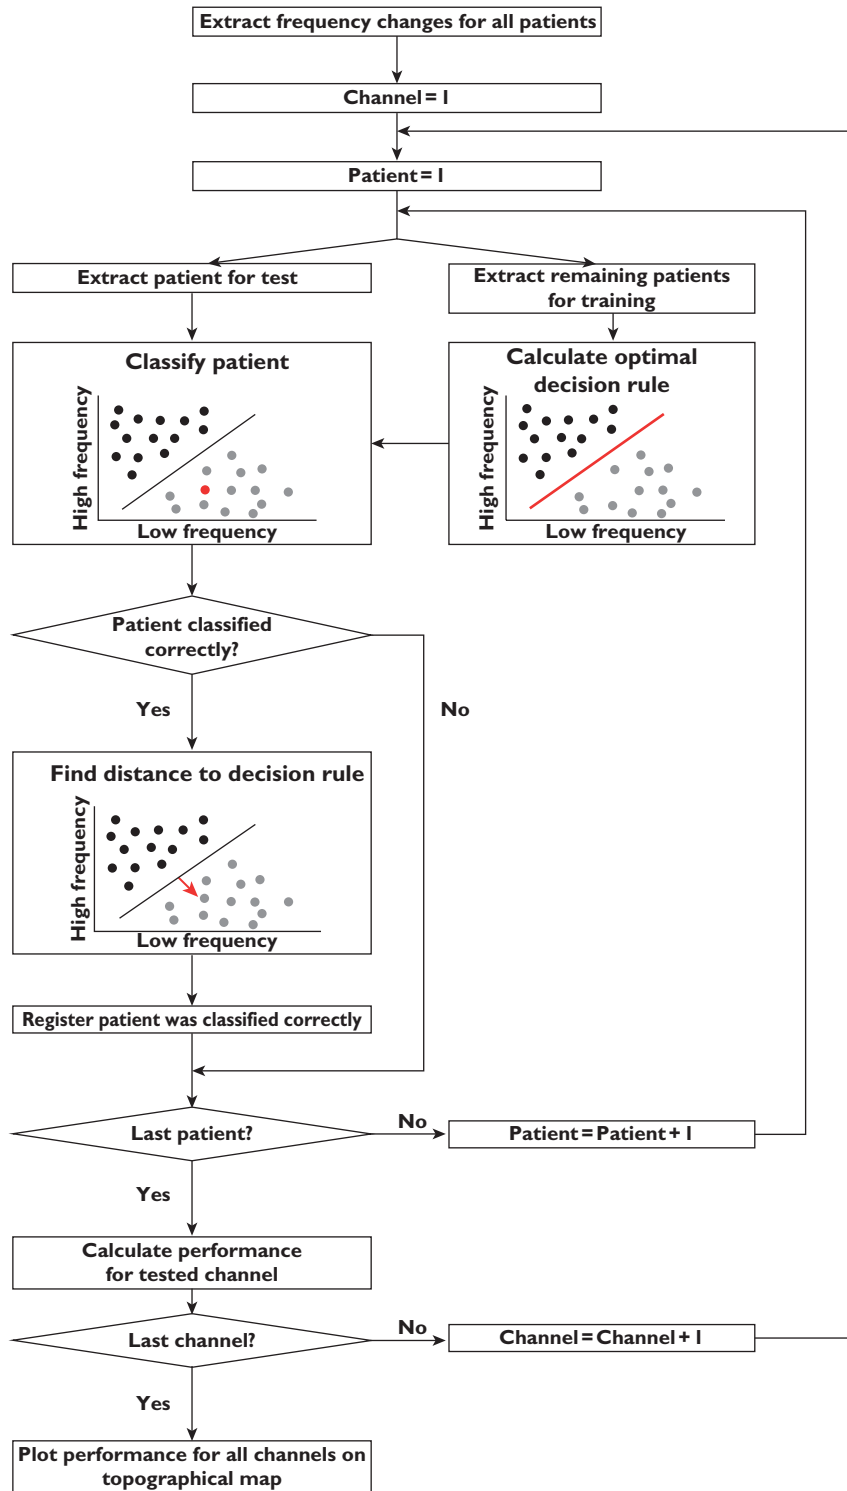 Extract frequency changes for all patients
Channel = 1
Patient = 1
Extract patient for test
Extract remaining patients
for training
Classify patient
High frequency
Low frequency
Calculate optimal
decision rule
High frequency
Low frequency
Patient classified
correctly?
Yes
No
Find distance to decision rule
High frequency
Low frequency
Register patient was classified correctly
Last patient?
No
Patient = Patient + 1
Yes
Calculate performance
for tested channel
Last channel?
No
Channel = Channel + 1
Yes
Plot performance for all channels on
topographical map